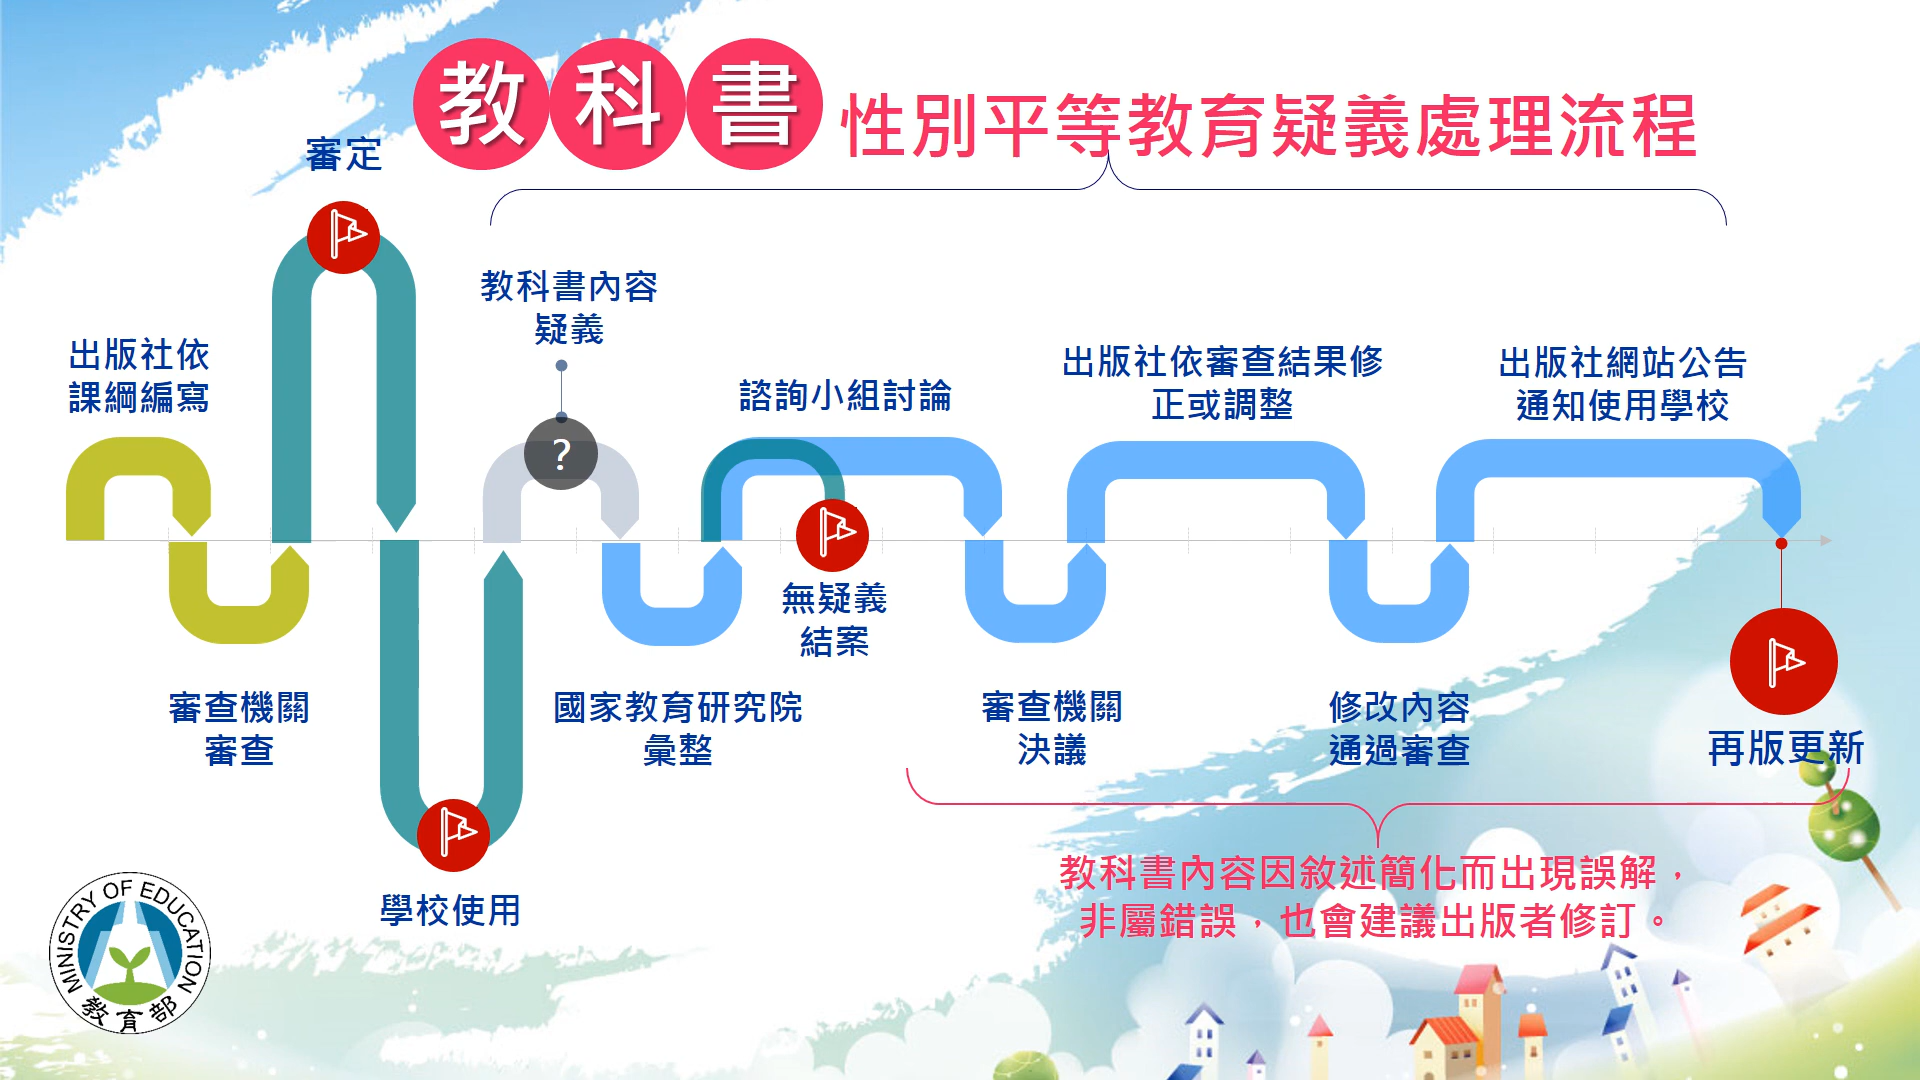 教科書 性別平等教育疑義處理流程
審定
教科書內容
疑義
出版社依
課綱編寫
諮詢小組討論
出版社依審查結果修
正或調整
出版社網站公告
通知使用學校
?
無疑義
結案
審查機關
審查
國家教育研究院
彙整
審查機關
決議
修改內容
通過審查
再版更新
學校使用
教科書內容因敘述簡化而出現誤解，
非屬錯誤，也會建議出版者修訂。
MINISTRY OF EDUCATION
教育部